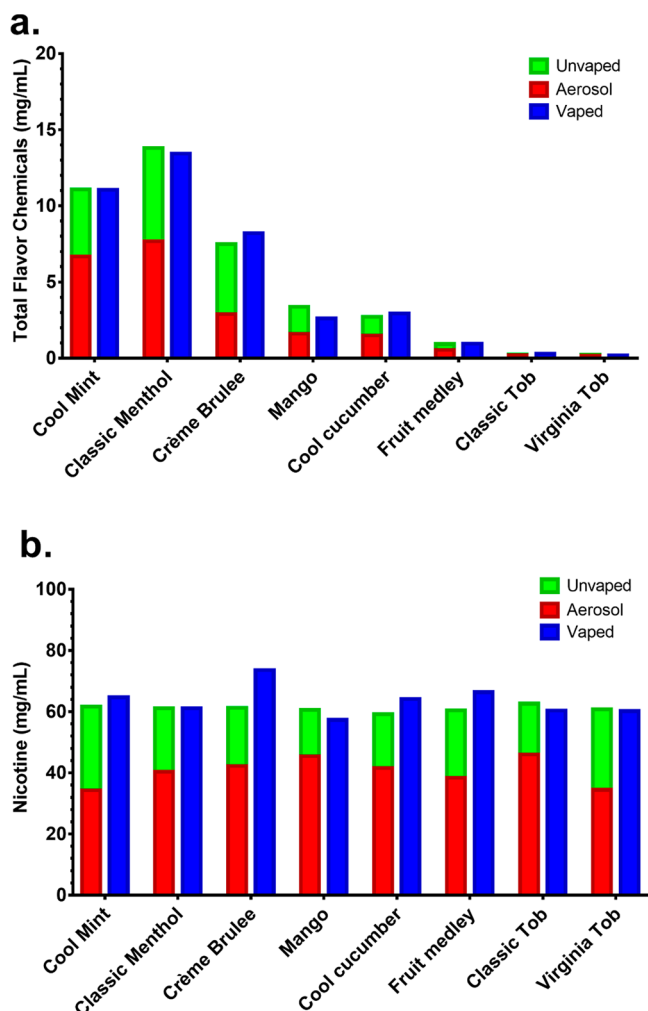 a.
Total Flavor Chemicals (mg/mL)
20
15
10
5
0
Unvaped
Aerosol
Vaped
Cool Mint
Classic Menthol
Crème Brulee
Mango
Cool cucumber
Fruit medley
Classic Tob
Virginia Tob
b.
Nicotine (mg/mL)
100
80
60
40
20
0
Unvaped
Aerosol
Vaped
Cool Mint
Classic Menthol
Crème Brulee
Mango
Cool cucumber
Fruit medley
Classic Tob
Virginia Tob